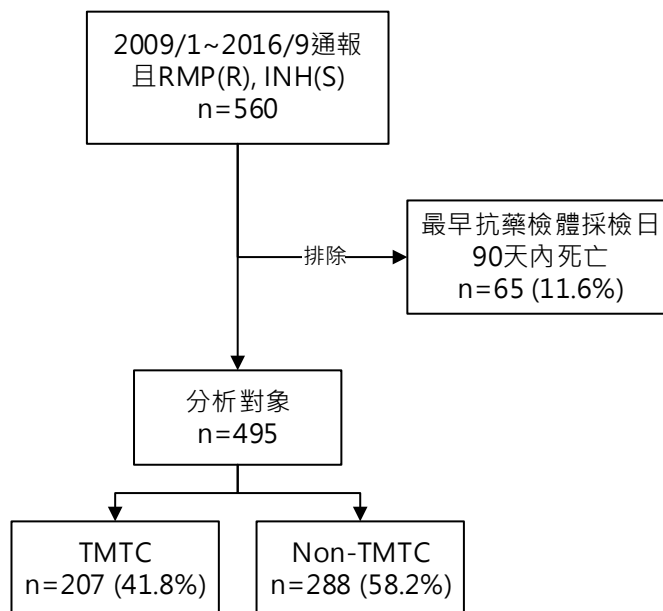 2009/1~2016/9通報
且RMP(R), INH(S)
n=560
排除
最早抗藥檢體採檢日
90天內死亡
n=65 (11.6%)
分析對象
n=495
TMTC
n=207 (41.8%)
Non-TMTC
n=288 (58.2%)